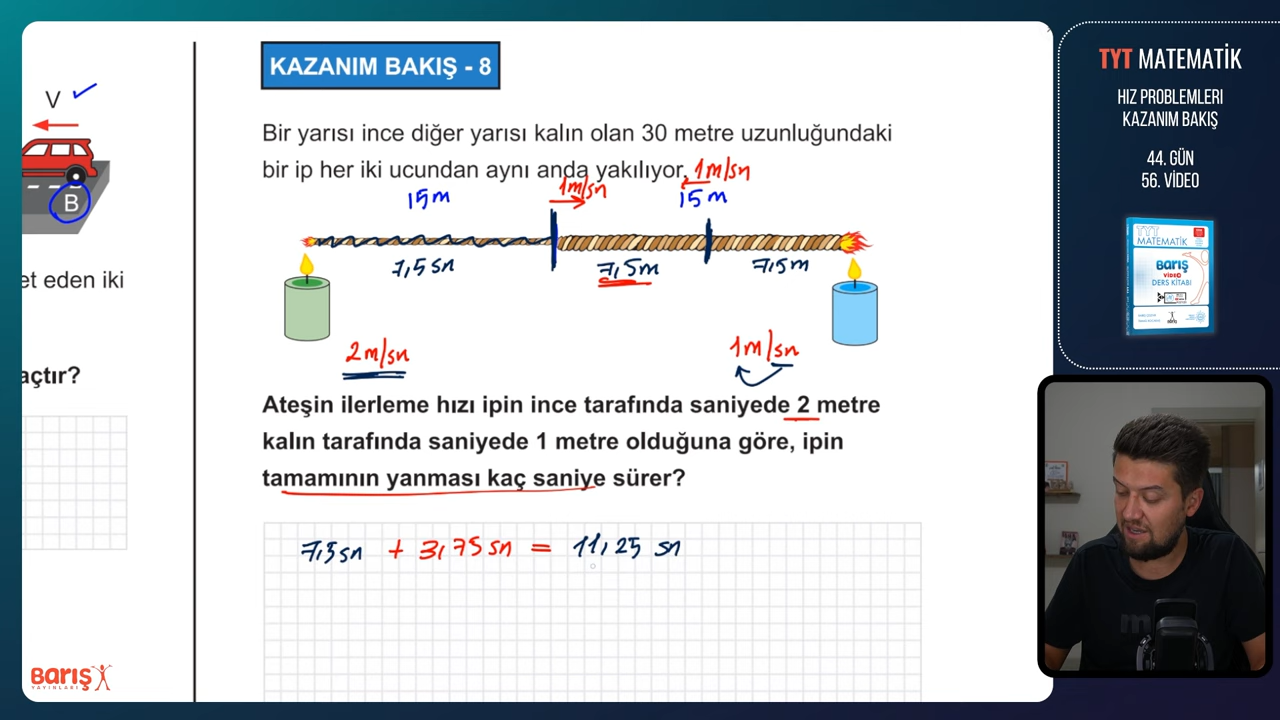 V
B
et eden iki
açtır?
BARIŞ
YAYINLARI
KAZANIM BAKIŞ - 8
Bir yarısı ince diğer yarısı kalın olan 30 metre uzunluğundaki
bir ip her iki ucundan aynı anda yakılıyor.
1m/sn
1m/sn
15m
15m
7,5sn
7,5m
7,5m
2m/sn
1m/sn
Ateşin ilerleme hızı ipin ince tarafında saniyede 2 metre
kalın tarafında saniyede 1 metre olduğuna göre, ipin
tamamının yanması kaç saniye sürer?
7,5sn + 3,75 sn = 11,25 sn
TYT MATEMATİK
HIZ PROBLEMLERI
KAZANIM BAKIŞ
44. GÜN
56. VİDEO
TYT
MATEMATİK
BARIŞ
VİDEO
DERS KİTABI